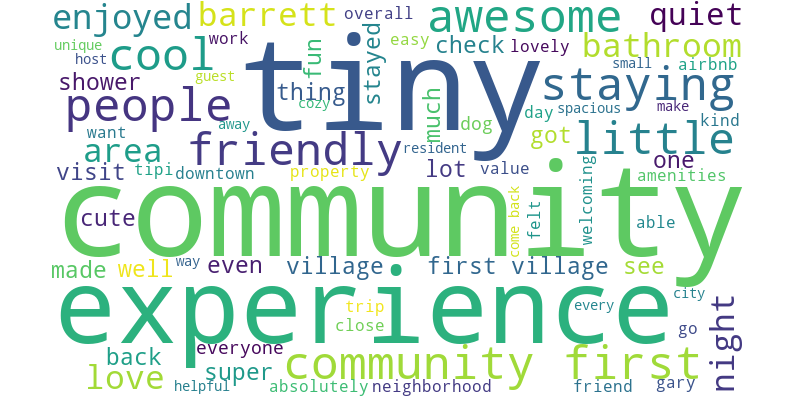 enjoyed barrett overall awesome quiet
unique host work cool fun stayed easy check lovely bathroom
shower guest tiny thing cozy small airbnb staying
people away much dog day spacious make kind
want area friendly resident got little one
visit tipi downtown property lot value amenities
cute community come back felt welcoming able
made well way even village first village see
experience trip close every city go night
back everyone community first
love super helpful absolutely neighborhood friend gary